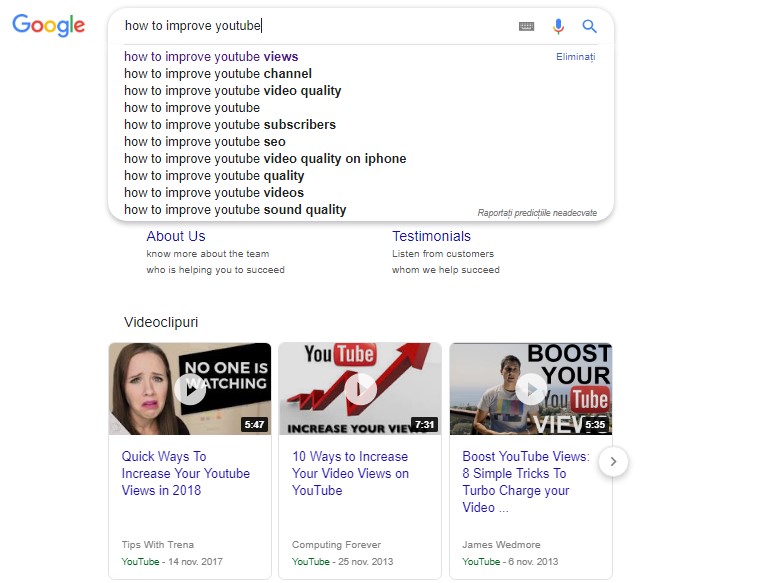 Google
how to improve youtube
how to improve youtube views
Eliminați
how to improve youtube channel
how to improve youtube video quality
how to improve youtube
how to improve youtube subscribers
how to improve youtube seo
how to improve youtube video quality on iphone
how to improve youtube quality
how to improve youtube videos
how to improve youtube sound quality
Raportați predicțiile neadecvate
About Us
know more about the team
who is helping you to succeed
Testimonials
Listen from customers
whom we help succeed
Videoclipuri
NO ONE IS
WATCHING
5:47
Quick Ways To
Increase Your Youtube
Views in 2018
Tips With Trena
YouTube - 14 nov. 2017
YouTube
INCREASE YOUR VIEWS
7:31
10 Ways to Increase
Your Video Views on
YouTube
Computing Forever
YouTube - 25 nov. 2013
BOOST
YOUR
YouTube
VIEWS
5:35
Boost YouTube Views:
8 Simple Tricks To
Turbo Charge your
Video ...
James Wedmore
YouTube - 6 nov. 2013